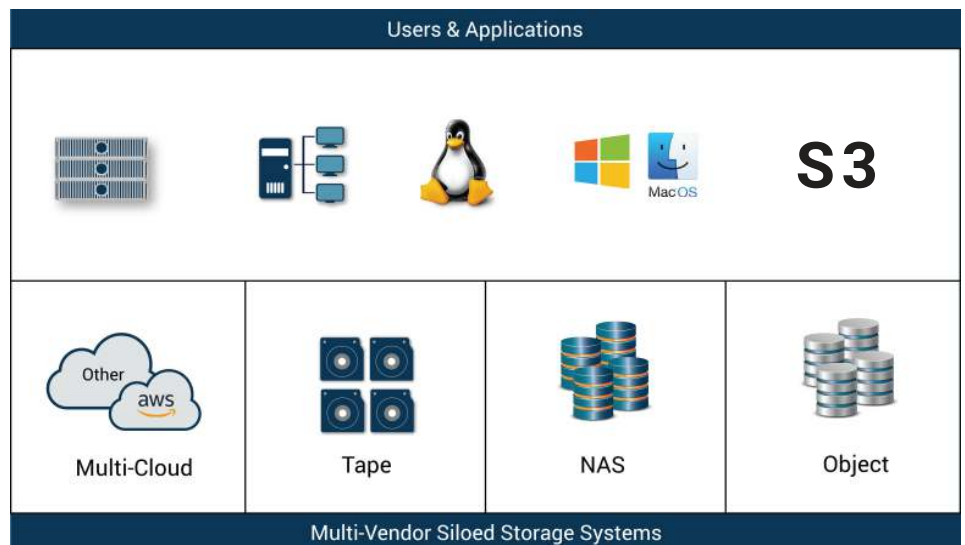 Users & Applications
MacOS
S3
Other
aws
Multi-Cloud
Tape
NAS
Object
Multi-Vendor Siloed Storage Systems